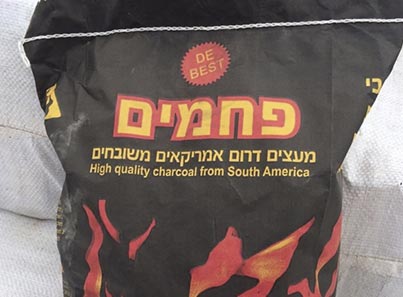 DE
BEST
פחמים
מעצים דרום אמריקאים משובחים
High quality charcoal from South America